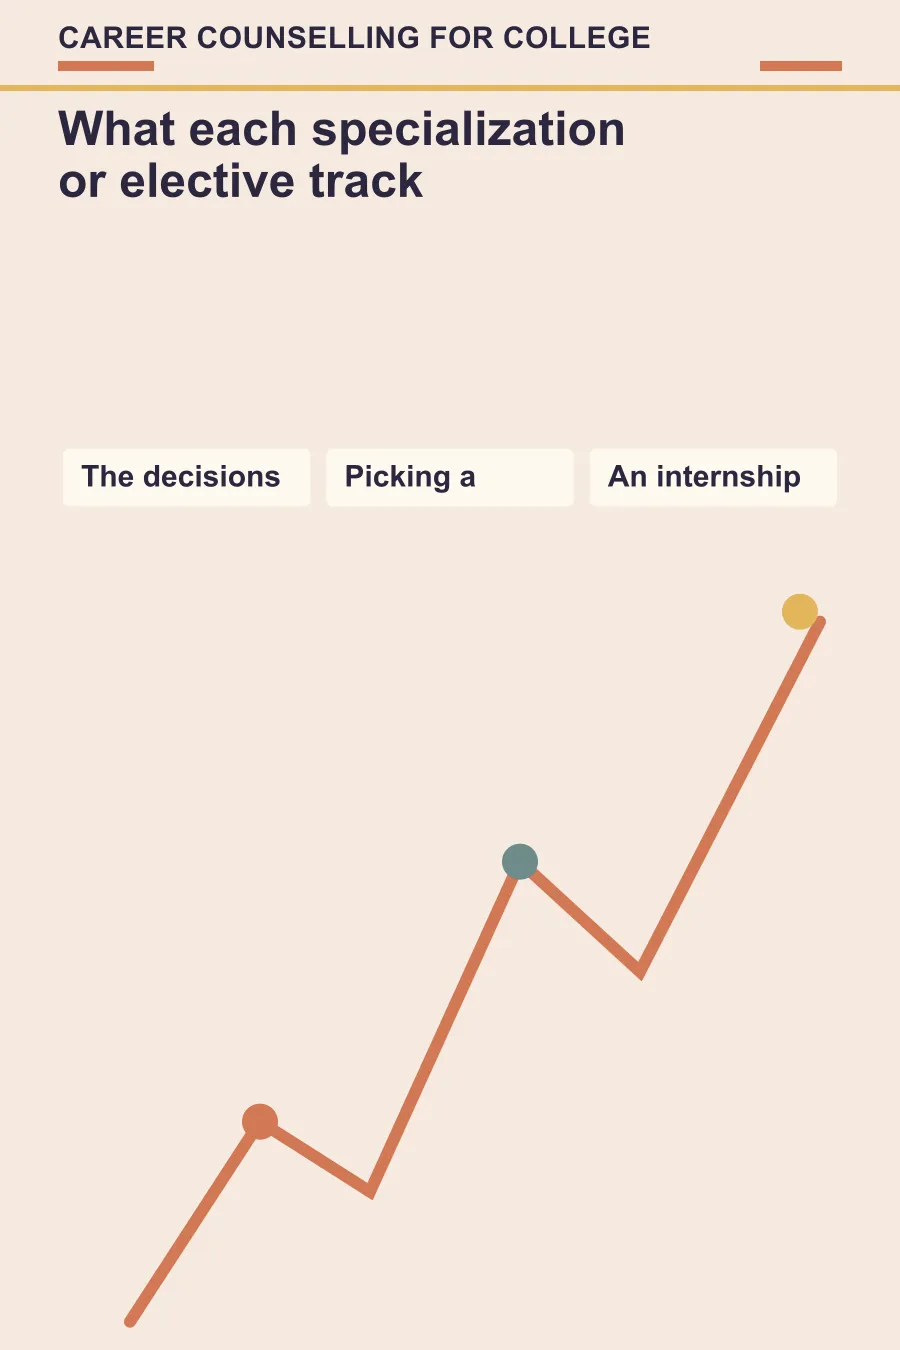 CAREER COUNSELLING FOR COLLEGE
What each specialization
or elective track
The decisions
Picking a
An internship